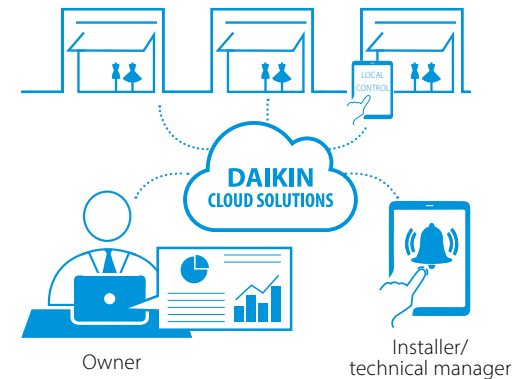 LOCAL
CONTROL
DAIKIN
CLOUD SOLUTIONS
Owner
Installer/
technical manager